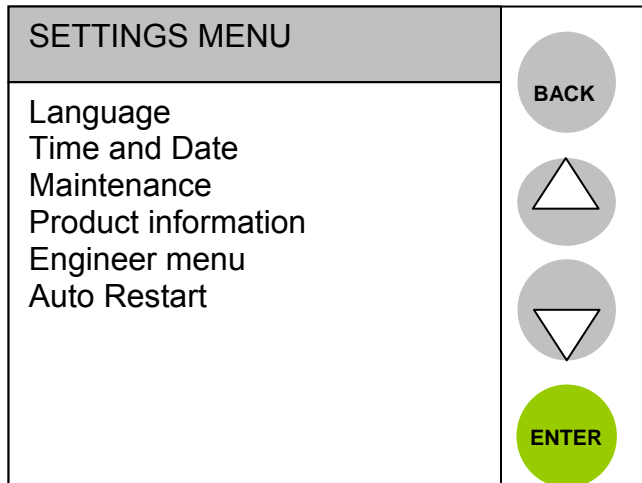 SETTINGS MENU
Language
Time and Date
Maintenance
Product information
Engineer menu
Auto Restart
BACK
ENTER